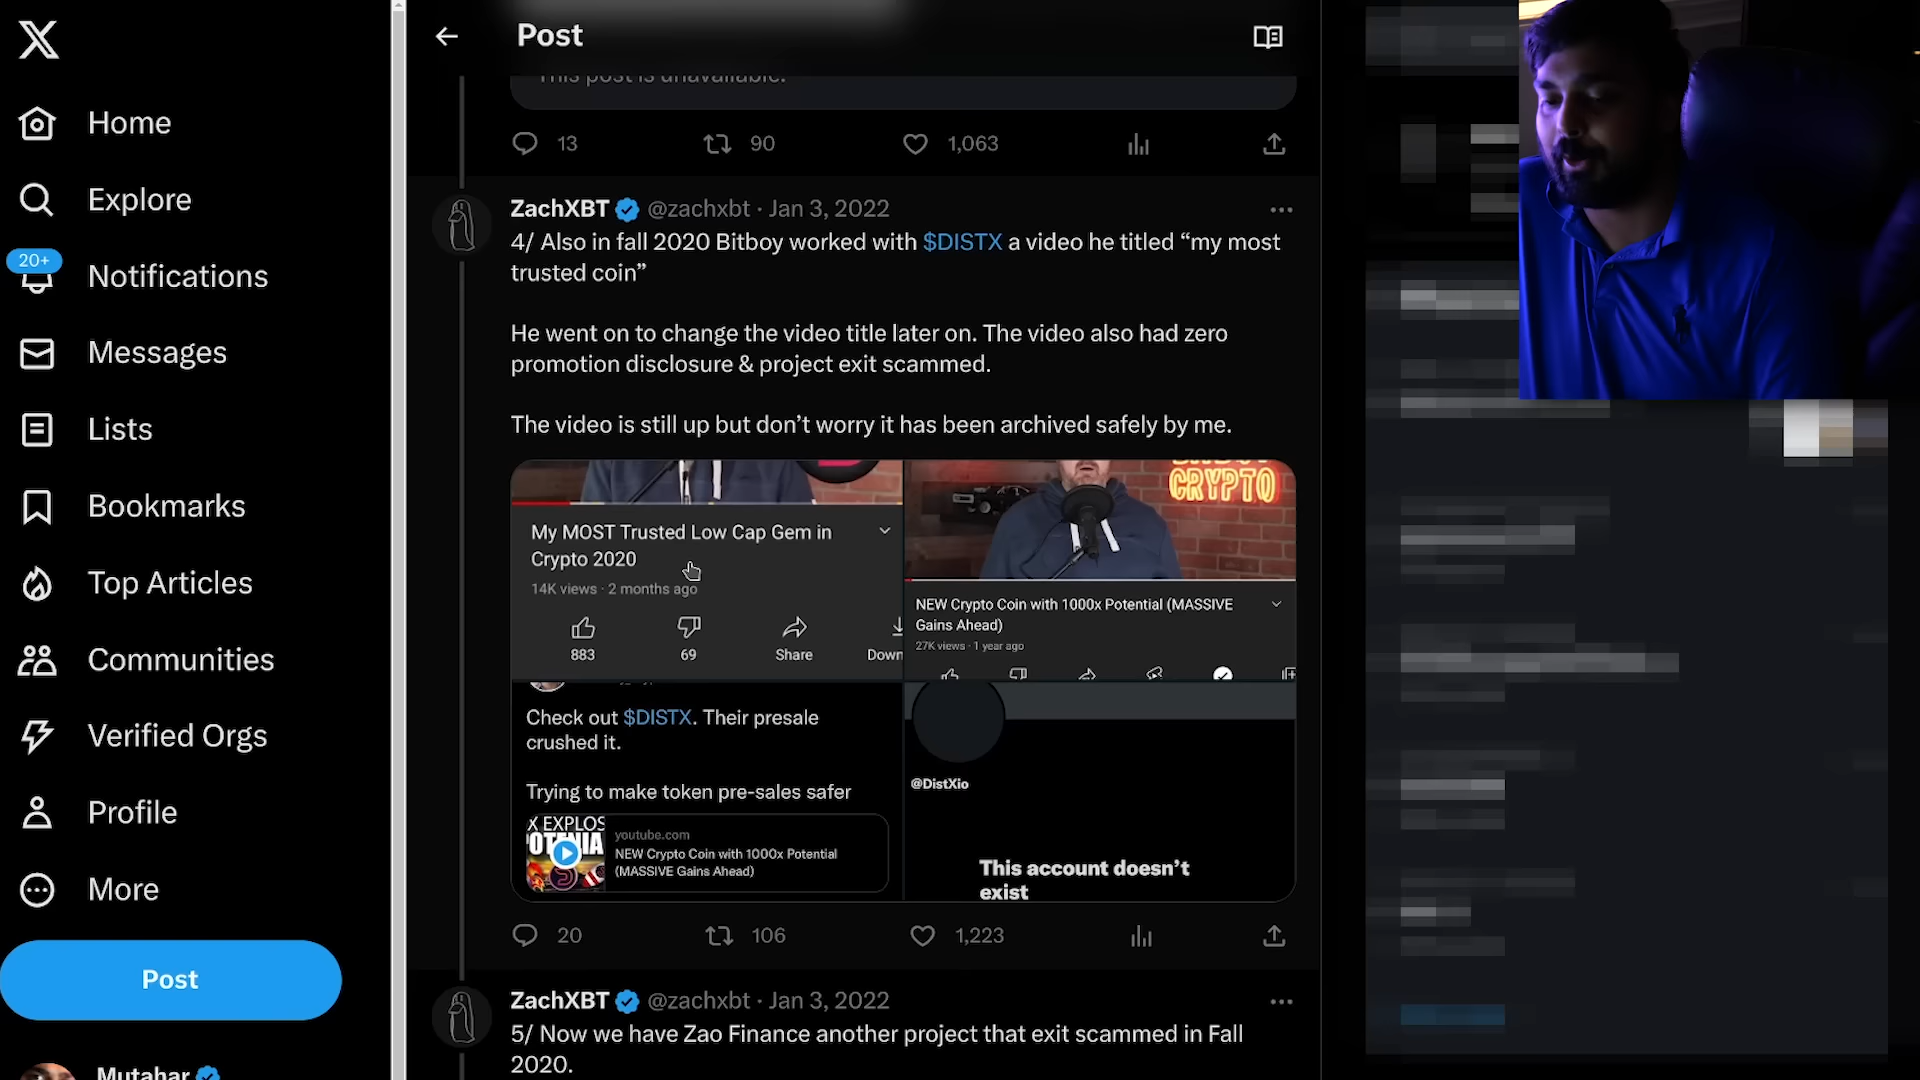 Post
This post is unavailable.
13 90 1,063
Home
Explore
20+
Notifications
Messages
Lists
Bookmarks
Top Articles
Communities
Verified Orgs
Profile
More
Post
Mutahar
ZachXBT @zachxbt · Jan 3, 2022
4/ Also in fall 2020 Bitboy worked with $DISTX a video he titled “my most
trusted coin”
He went on to change the video title later on. The video also had zero
promotion disclosure & project exit scammed.
The video is still up but don’t worry it has been archived safely by me.
My MOST Trusted Low Cap Gem in
Crypto 2020
14K views · 2 months ago
883 69 Share Down
CRYPTO
NEW Crypto Coin with 1000x Potential (MASSIVE
Gains Ahead)
27K views · 1 year ago
Check out $DISTX. Their presale
crushed it.
Trying to make token pre-sales safer
X EXPLOS
youtube.com
NEW Crypto Coin with 1000x Potential
(MASSIVE Gains Ahead)
@DistXio
This account doesn’t
exist
20 106 1,223
ZachXBT @zachxbt · Jan 3, 2022
5/ Now we have Zao Finance another project that exit scammed in Fall
2020.